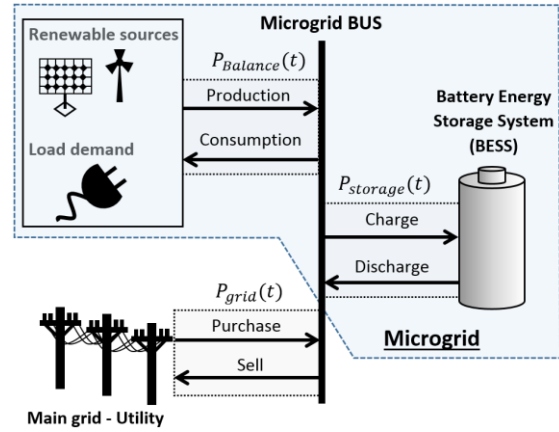 Microgrid BUS
Renewable sources
P_Balance(t)
Production
Consumption
Load demand
Battery Energy
Storage System
(BESS)
P_storage(t)
Charge
Discharge
P_grid(t)
Purchase
Sell
Microgrid
Main grid - Utility